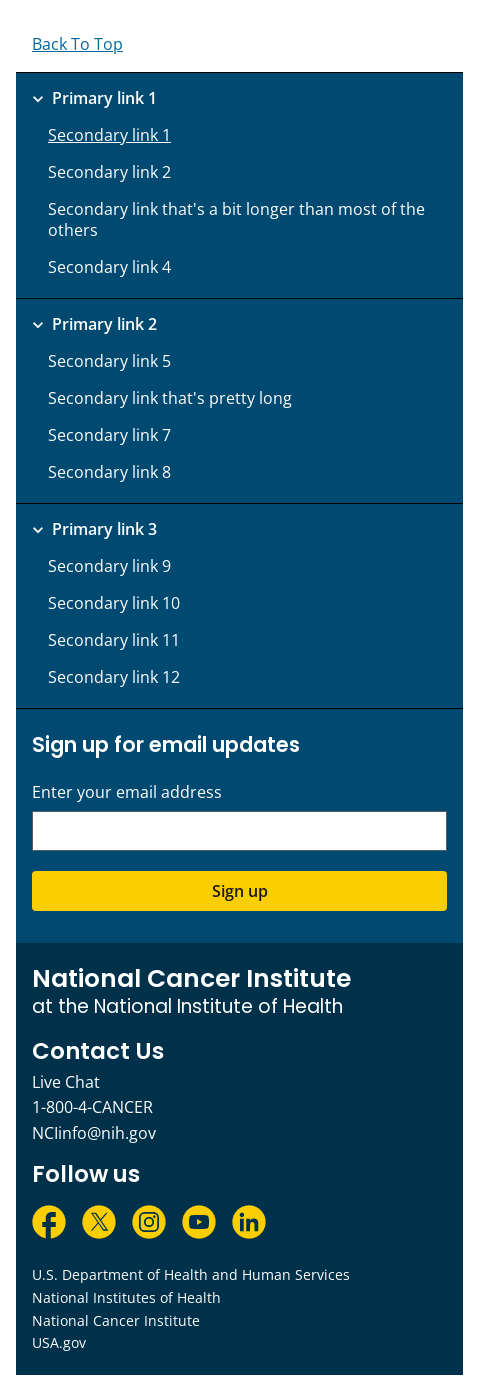 Back To Top
Primary link 1
Secondary link 1
Secondary link 2
Secondary link that's a bit longer than most of the
others
Secondary link 4
Primary link 2
Secondary link 5
Secondary link that's pretty long
Secondary link 7
Secondary link 8
Primary link 3
Secondary link 9
Secondary link 10
Secondary link 11
Secondary link 12
Sign up for email updates
Enter your email address
Sign up
National Cancer Institute
at the National Institute of Health
Contact Us
Live Chat
1-800-4-CANCER
NCIinfo@nih.gov
Follow us
U.S. Department of Health and Human Services
National Institutes of Health
National Cancer Institute
USA.gov